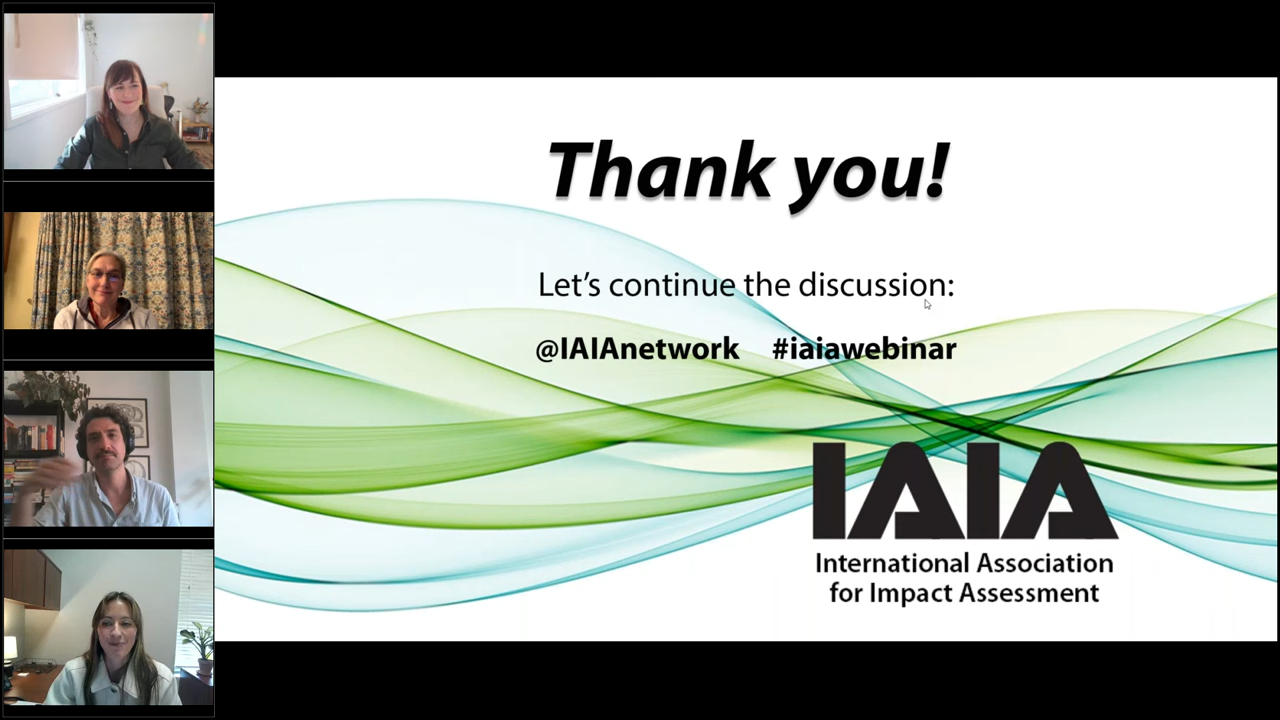 Thank you!
Let's continue the discussion:
@IAIAnetwork #iaiawebinar
IAIA
International Association
for Impact Assessment